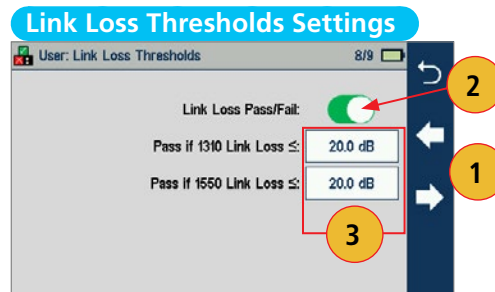 Link Loss Thresholds Settings
User: Link Loss Thresholds 8/9
Link Loss Pass/Fail:
Pass if 1310 Link Loss ≤: 20.0 dB
Pass if 1550 Link Loss ≤: 20.0 dB
2
1
3